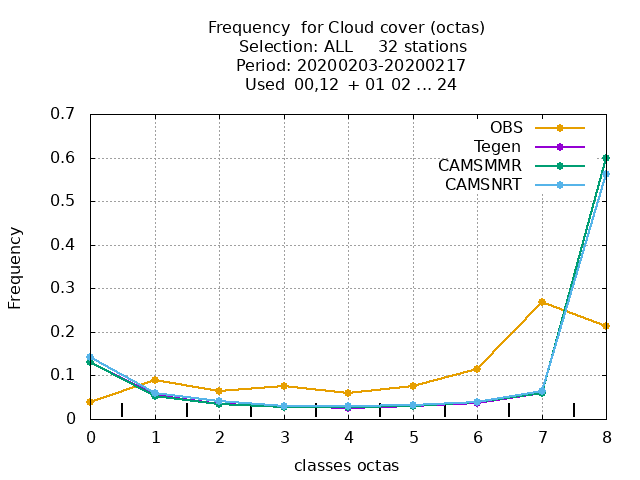 Frequency  for Cloud cover (octas)
Selection: ALL     32 stations
Period: 20200203-20200217
Used  00,12  + 01 02 ... 24
0.7
0.6
0.5
0.4
0.3
0.2
0.1
0
Frequency
OBS
Tegen
CAMSMMR
CAMSNRT
0 1 2 3 4 5 6 7 8
classes octas